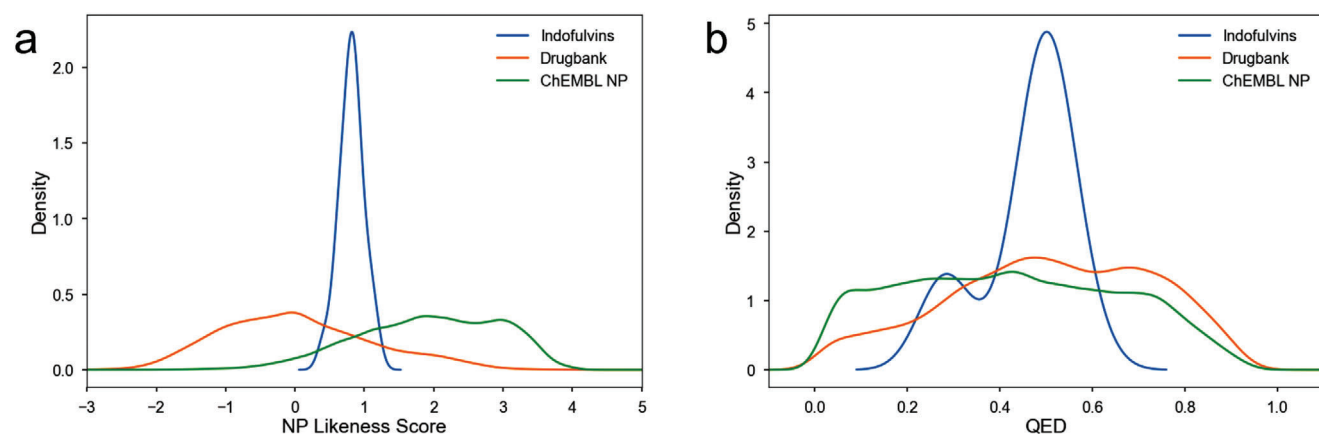 a
Indofulvins
Drugbank
ChEMBL NP
Density
2.0
1.5
1.0
0.5
0.0
−3 −2 −1 0 1 2 3 4 5
NP Likeness Score
b
Indofulvins
Drugbank
ChEMBL NP
Density
5
4
3
2
1
0
0.0 0.2 0.4 0.6 0.8 1.0
QED